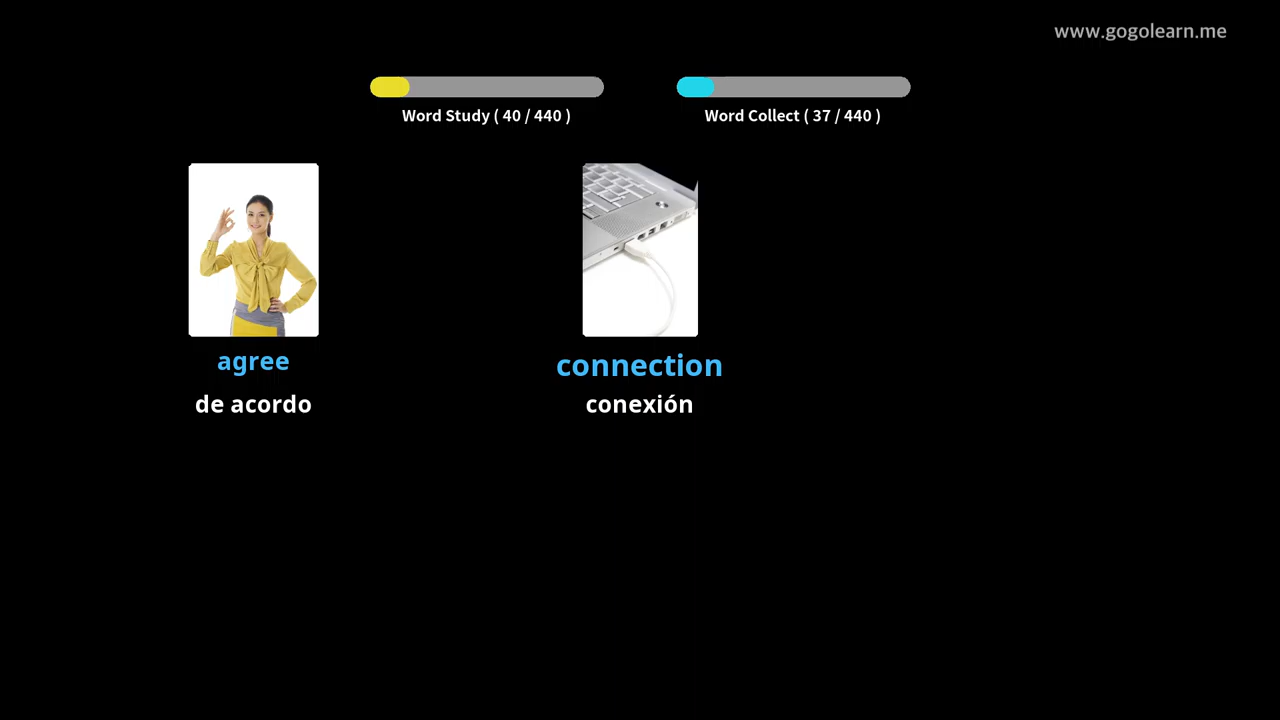 www.gogolearn.me
Word Study ( 40 / 440 )
Word Collect ( 37 / 440 )
agree
de acordo
connection
conexión